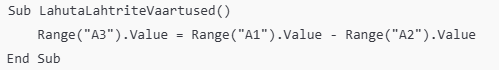 Sub LahutaLahtriteVaartused()
    Range("A3").Value = Range("A1").Value - Range("A2").Value
End Sub